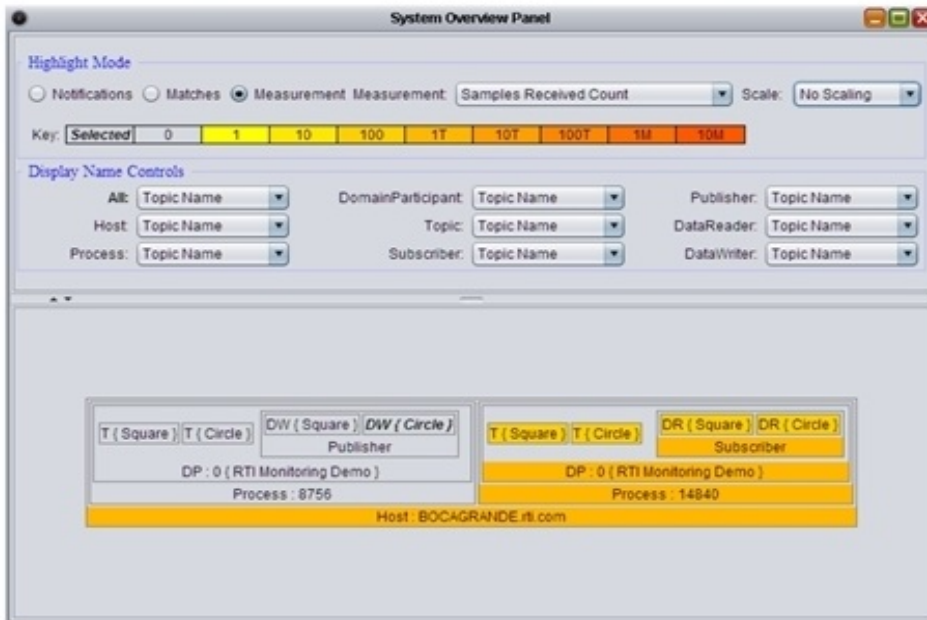 System Overview Panel
Highlight Mode
Notifications Matches Measurement Measurement: Samples Received Count Scale: No Scaling
Key: Selected 0 1 10 100 1T 10T 100T 1M 10M
Display Name Controls
All: Topic Name DomainParticipant: Topic Name Publisher: Topic Name
Host: Topic Name Topic: Topic Name DataReader: Topic Name
Process: Topic Name Subscriber: Topic Name DataWriter: Topic Name
T ( Square ) T ( Circle ) DW ( Square ) DW ( Circle ) T ( Square ) T ( Circle ) DR ( Square ) DR ( Circle )
Publisher Subscriber
DP : 0 ( RTI Monitoring Demo ) DP : 0 ( RTI Monitoring Demo )
Process : 8756 Process : 14840
Host : BOCAGRANDE.rti.com